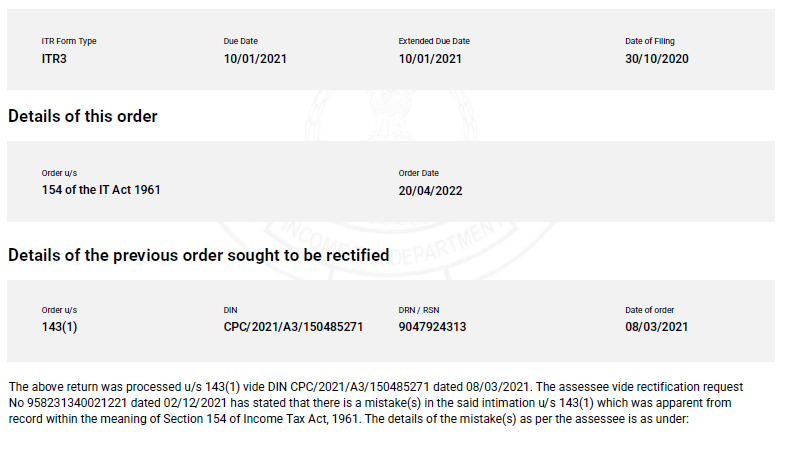 ITR Form Type Due Date Extended Due Date Date of Filing
ITR3 10/01/2021 10/01/2021 30/10/2020
Details of this order
Order u/s Order Date
154 of the IT Act 1961 20/04/2022
INCOME DEPARTMENT
Details of the previous order sought to be rectified
Order u/s DIN DRN / RSN Date of order
143(1) CPC/2021/A3/150485271 9047924313 08/03/2021
The above return was processed u/s 143(1) vide DIN CPC/2021/A3/150485271 dated 08/03/2021. The assessee vide rectification request
No 958231340021221 dated 02/12/2021 has stated that there is a mistake(s) in the said intimation u/s 143(1) which was apparent from
record within the meaning of Section 154 of Income Tax Act, 1961. The details of the mistake(s) as per the assessee is as under: